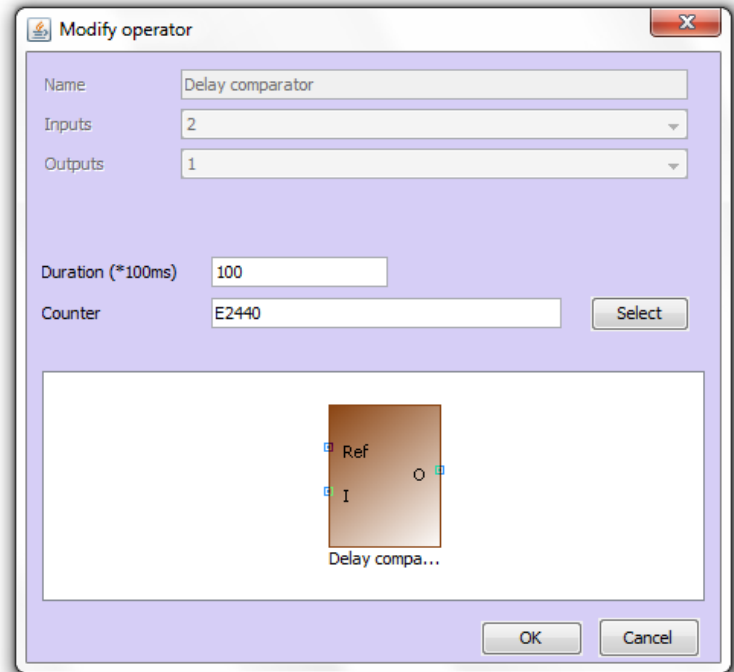 Modify operator
Name Delay comparator
Inputs 2
Outputs 1
Duration (*100ms) 100
Counter E2440 Select
Ref
O
I
Delay compa...
OK Cancel